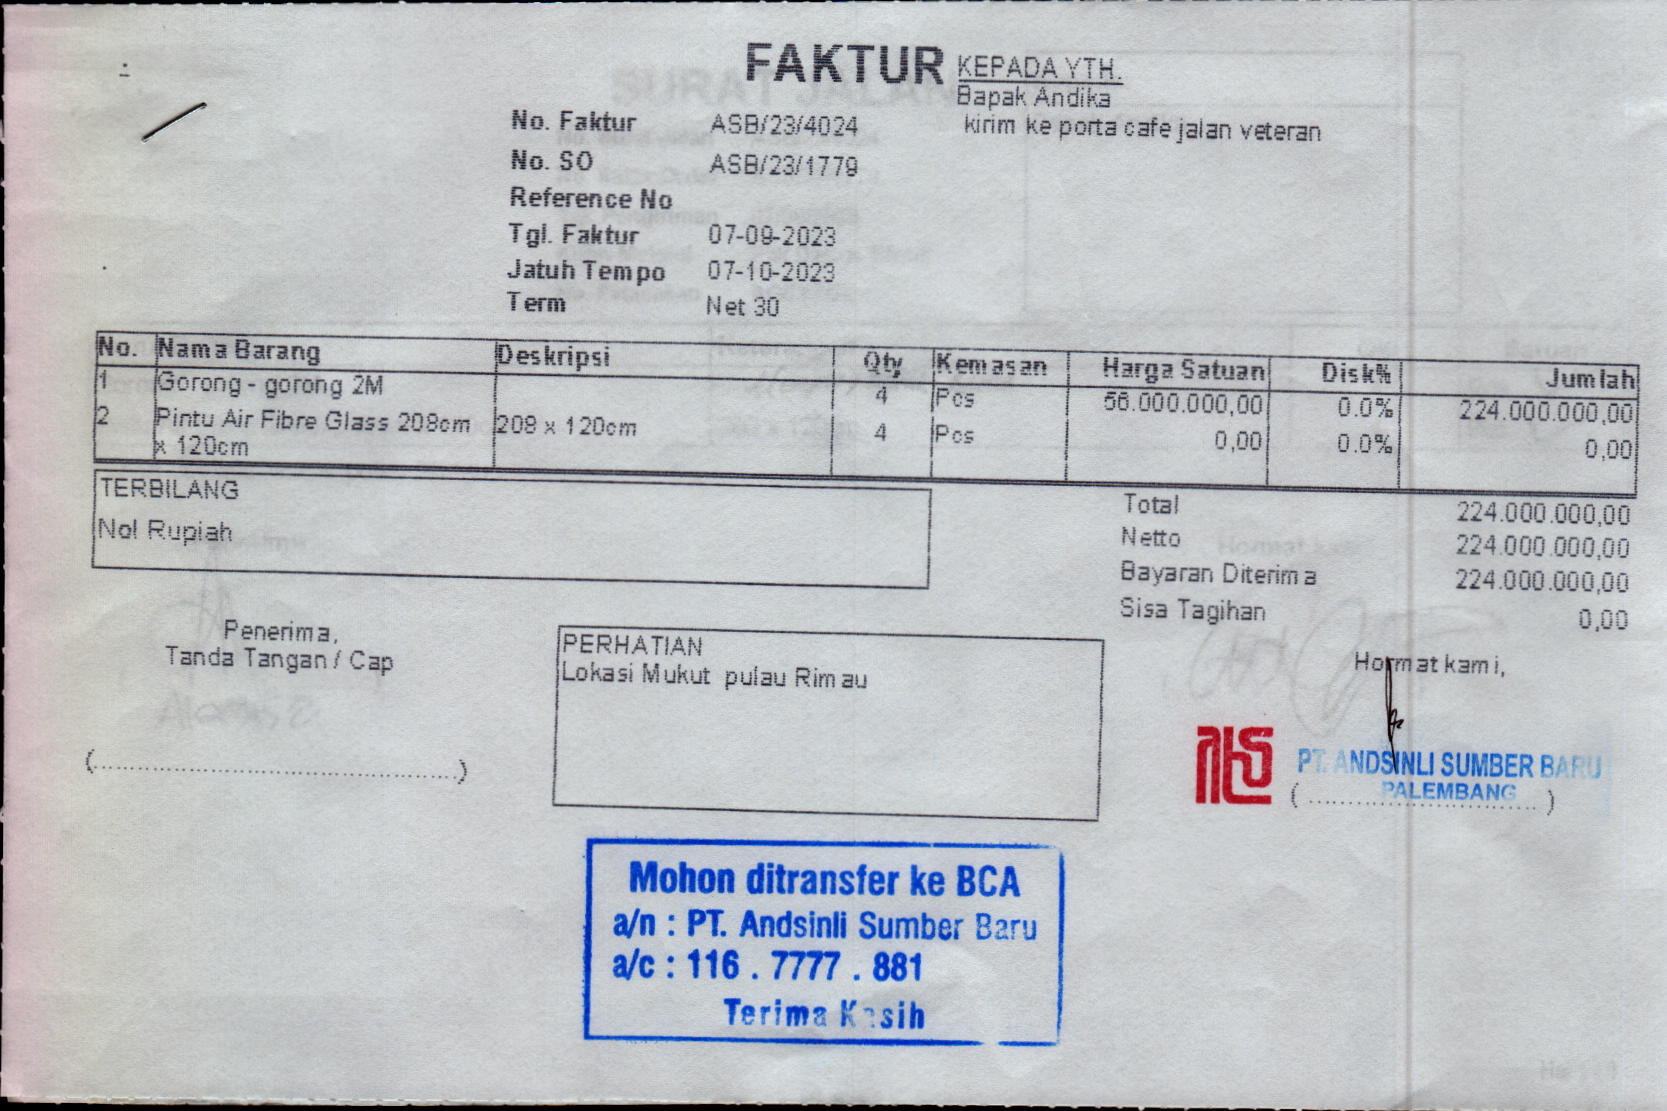 FAKTUR
KEPADA YTH.
Bapak Andika
kirim ke porta cafe jalan veteran
No. Faktur ASB/23/4024
No. SO ASB/23/1779
Reference No
Tgl. Faktur 07-09-2023
Jatuh Tempo 07-10-2023
Term Net 30
No. Nama Barang Deskripsi Qty Kemasan Harga Satuan Disk% Jumlah
1 Gorong - gorong 2M 4 Pcs 56.000.000,00 0.0% 224.000.000,00
2 Pintu Air Fibre Glass 208cm 208 x 120cm 4 Pcs 0,00 0.0% 0,00
x 120cm
TERBILANG
Nol Rupiah
Total 224.000.000,00
Netto 224.000.000,00
Bayaran Diterima 224.000.000,00
Sisa Tagihan 0,00
Penerima,
Tanda Tangan / Cap
(........................................................)
PERHATIAN
Lokasi Mukut pulau Rimau
Hormat kami,
PT. ANDSINLI SUMBER BARU
PALEMBANG
Mohon ditransfer ke BCA
a/n : PT. Andsinli Sumber Baru
a/c : 116 . 7777 . 881
Terima Kasih